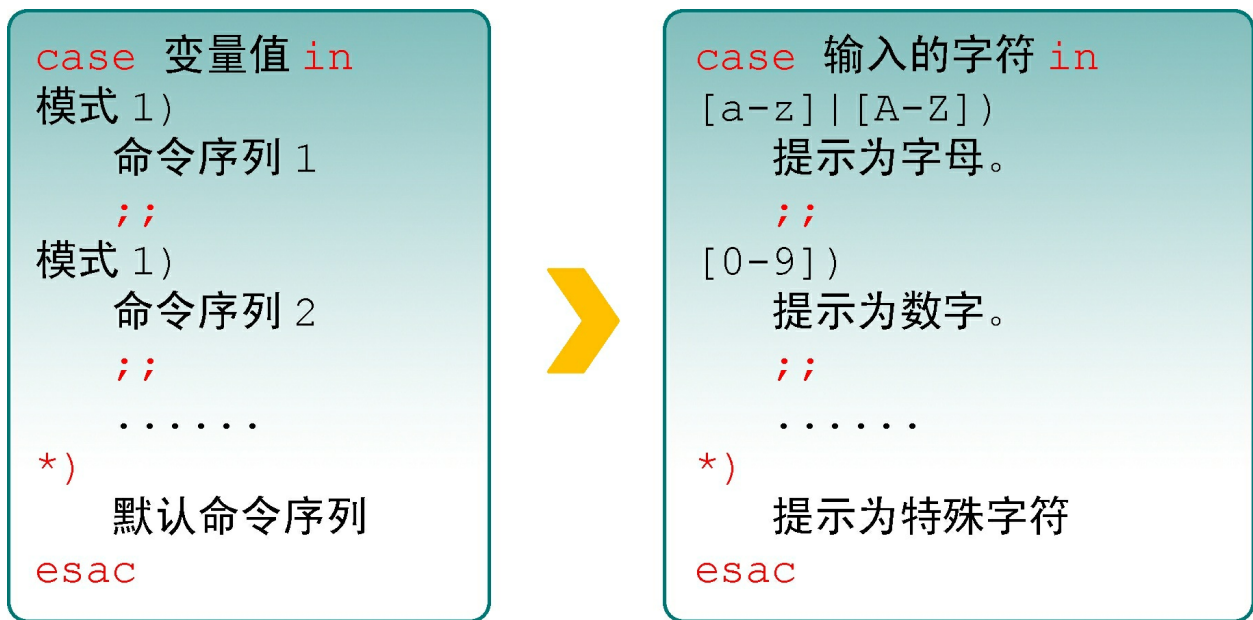 case 变量值 in
模式 1)
命令序列 1
;;
模式 1)
命令序列 2
;;
......
*)
默认命令序列
esac
case 输入的字符 in
[a-z]|[A-Z])
提示为字母。
;;
[0-9])
提示为数字。
;;
......
*)
提示为特殊字符
esac